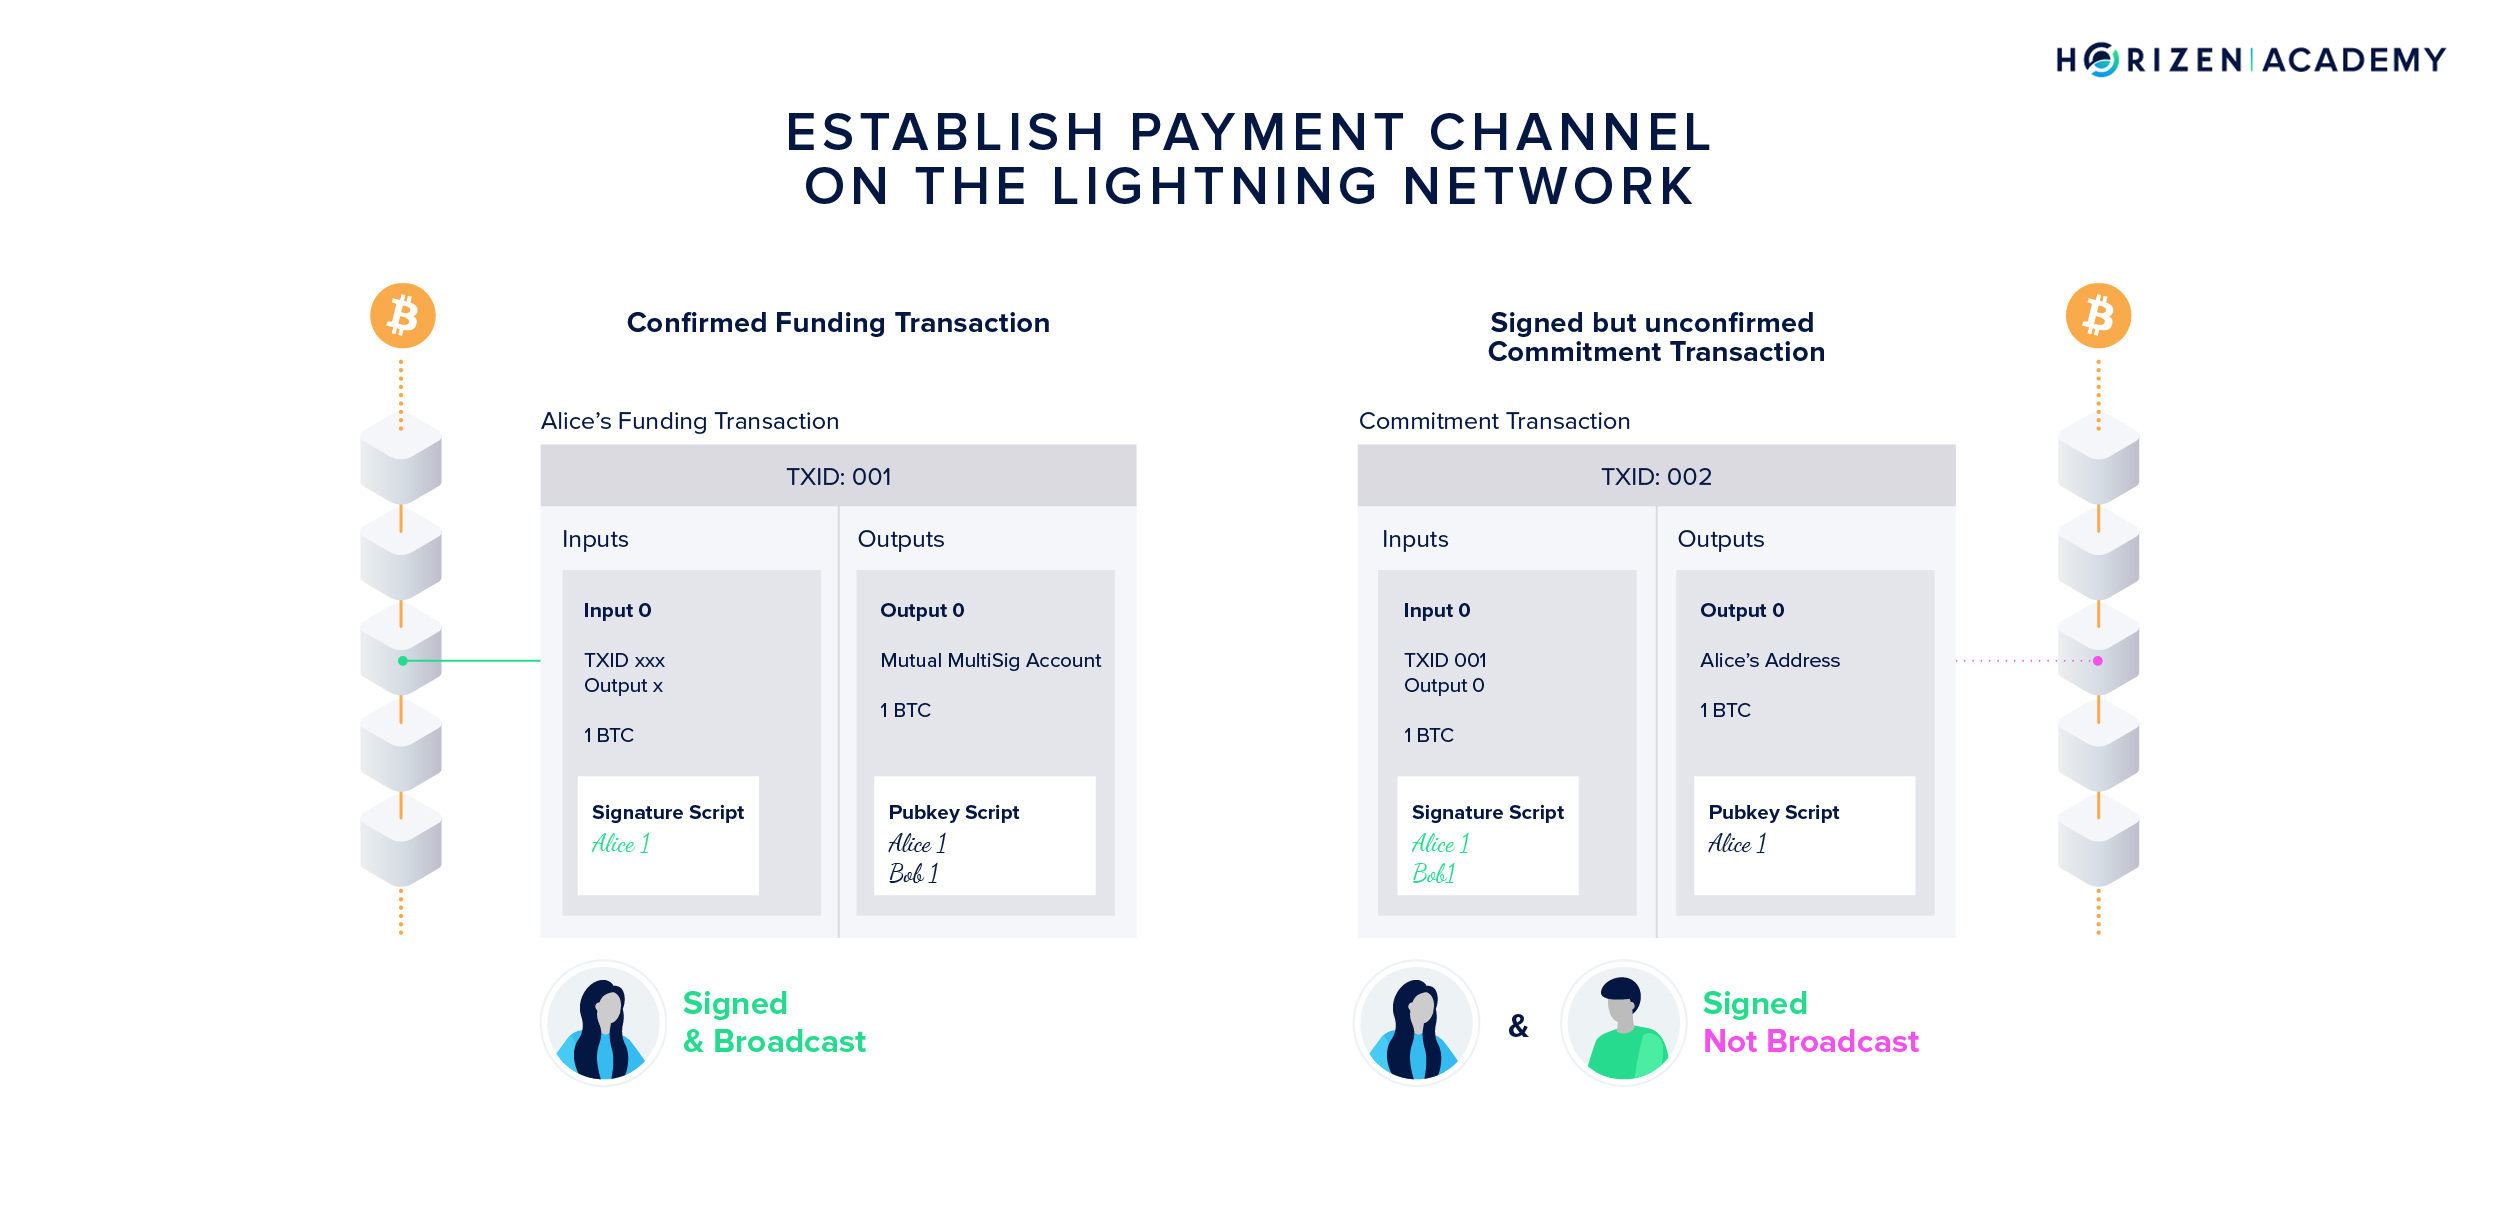 HORIZEN ACADEMY
ESTABLISH PAYMENT CHANNEL
ON THE LIGHTNING NETWORK
Confirmed Funding Transaction
Alice's Funding Transaction
TXID: 001
Inputs
Input 0
TXID xxx
Output x
1 BTC
Signature Script
Alice 1
Outputs
Output 0
Mutual MultiSig Account
1 BTC
Pubkey Script
Alice 1
Bob 1
Signed
& Broadcast
Signed but unconfirmed
Commitment Transaction
Commitment Transaction
TXID: 002
Inputs
Input 0
TXID 001
Output 0
1 BTC
Signature Script
Alice 1
Bob1
Outputs
Output 0
Alice's Address
1 BTC
Pubkey Script
Alice 1
&
Signed
Not Broadcast